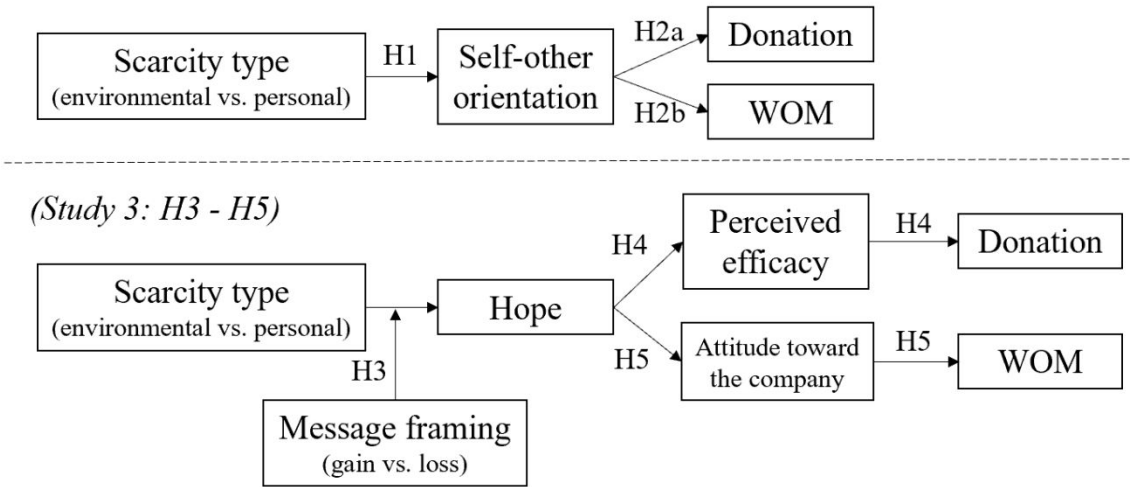 Scarcity type
(environmental vs. personal)
H1
Self-other
orientation
H2a
Donation
H2b
WOM
(Study 3: H3 - H5)
Scarcity type
(environmental vs. personal)
H3
Message framing
(gain vs. loss)
Hope
H4
Perceived
efficacy
H4
Donation
H5
Attitude toward
the company
H5
WOM